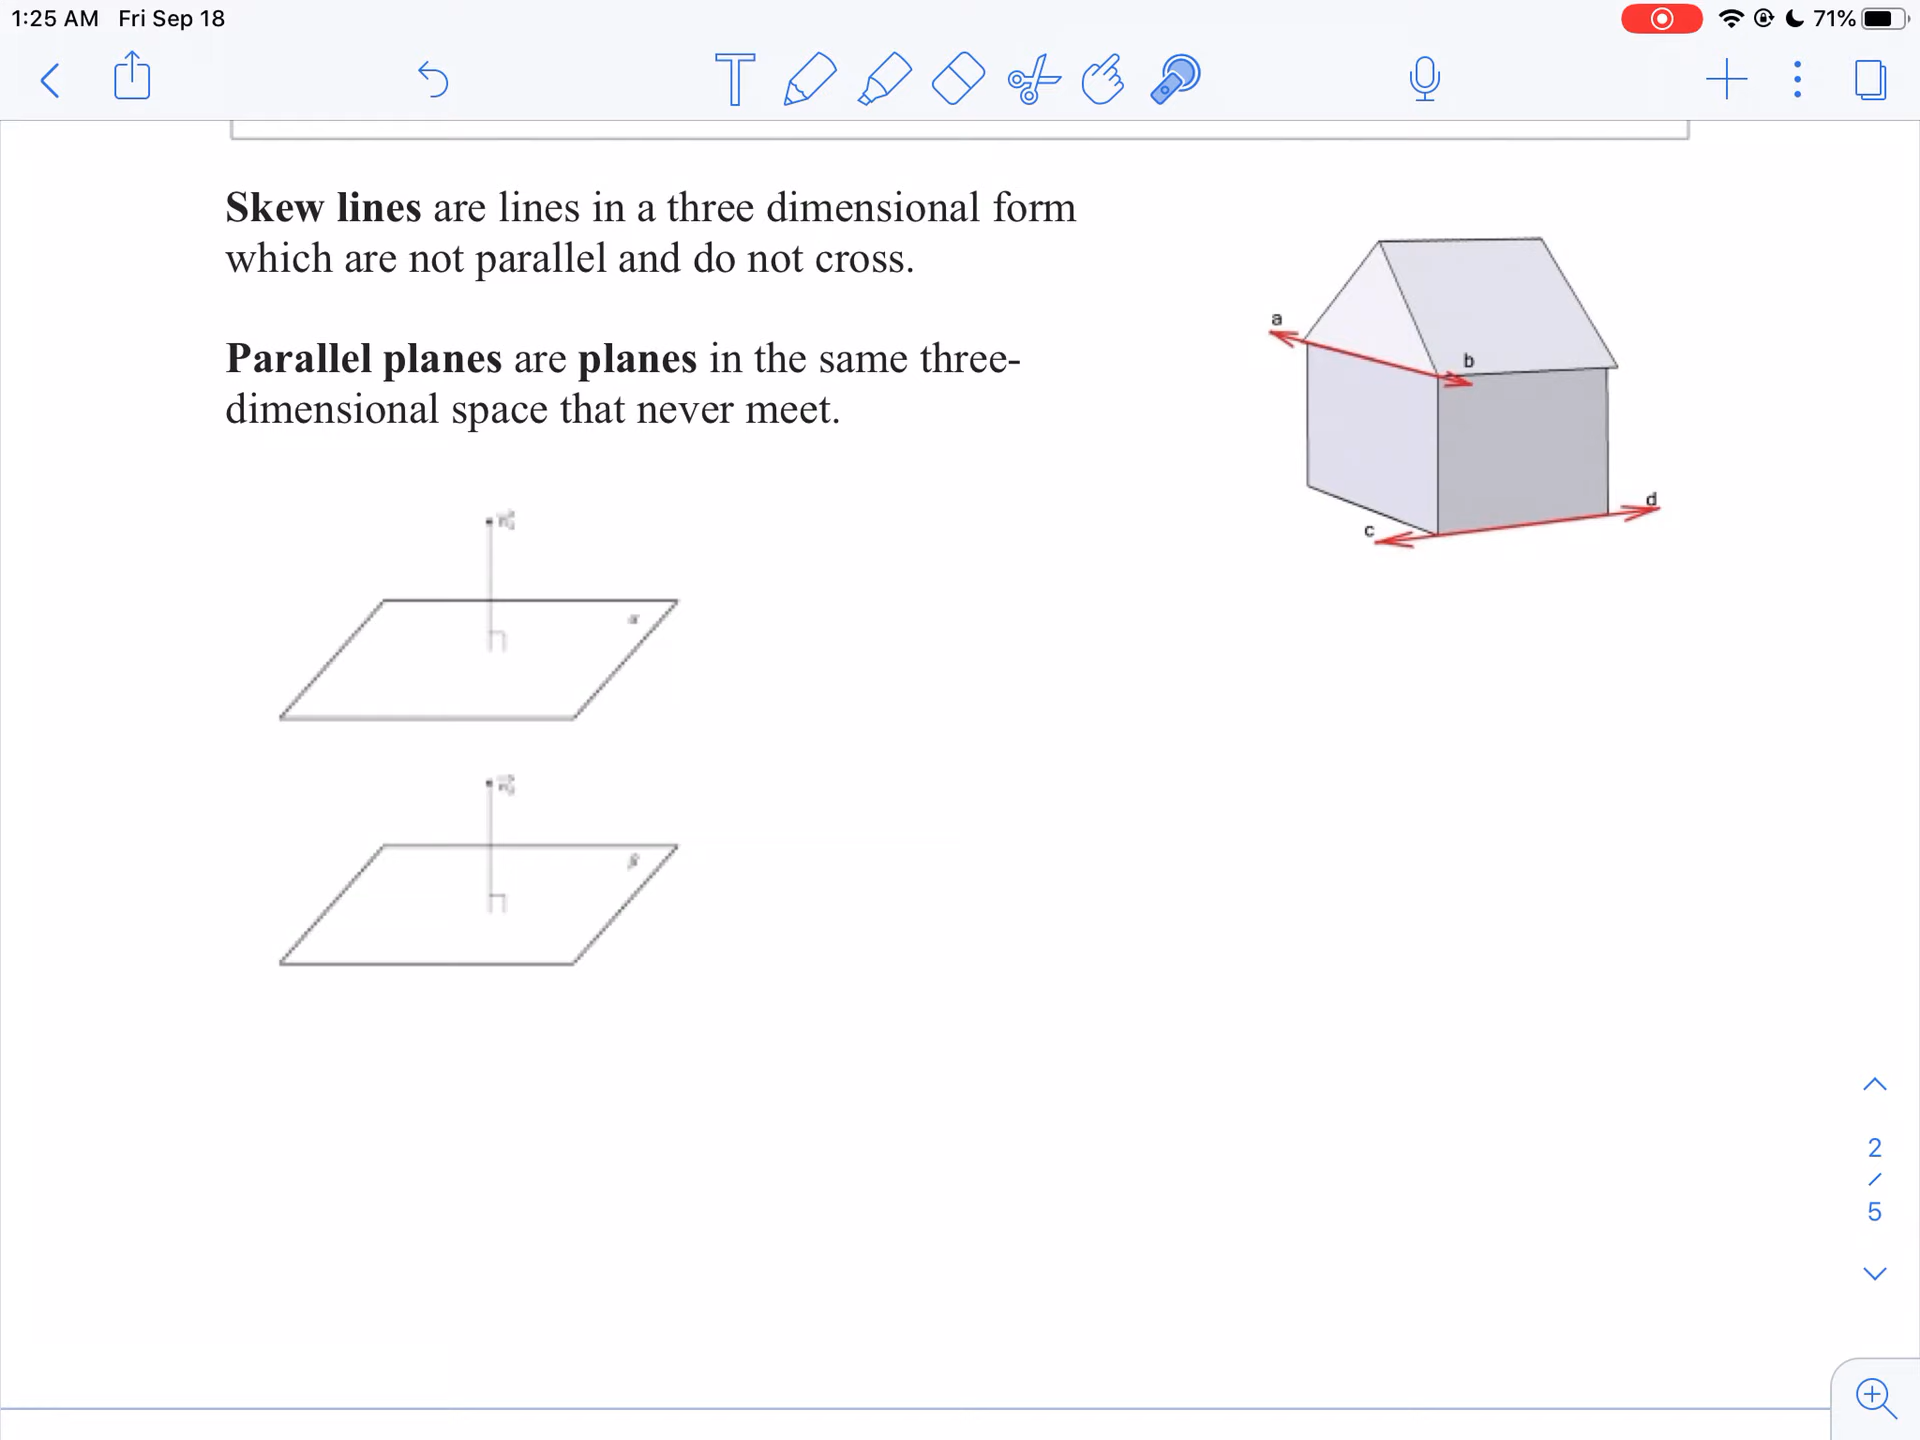 1:25 AM Fri Sep 18
71%
Skew lines are lines in a three dimensional form
which are not parallel and do not cross.
Parallel planes are planes in the same three-
dimensional space that never meet.
a
b
c
d
β
2
/
5